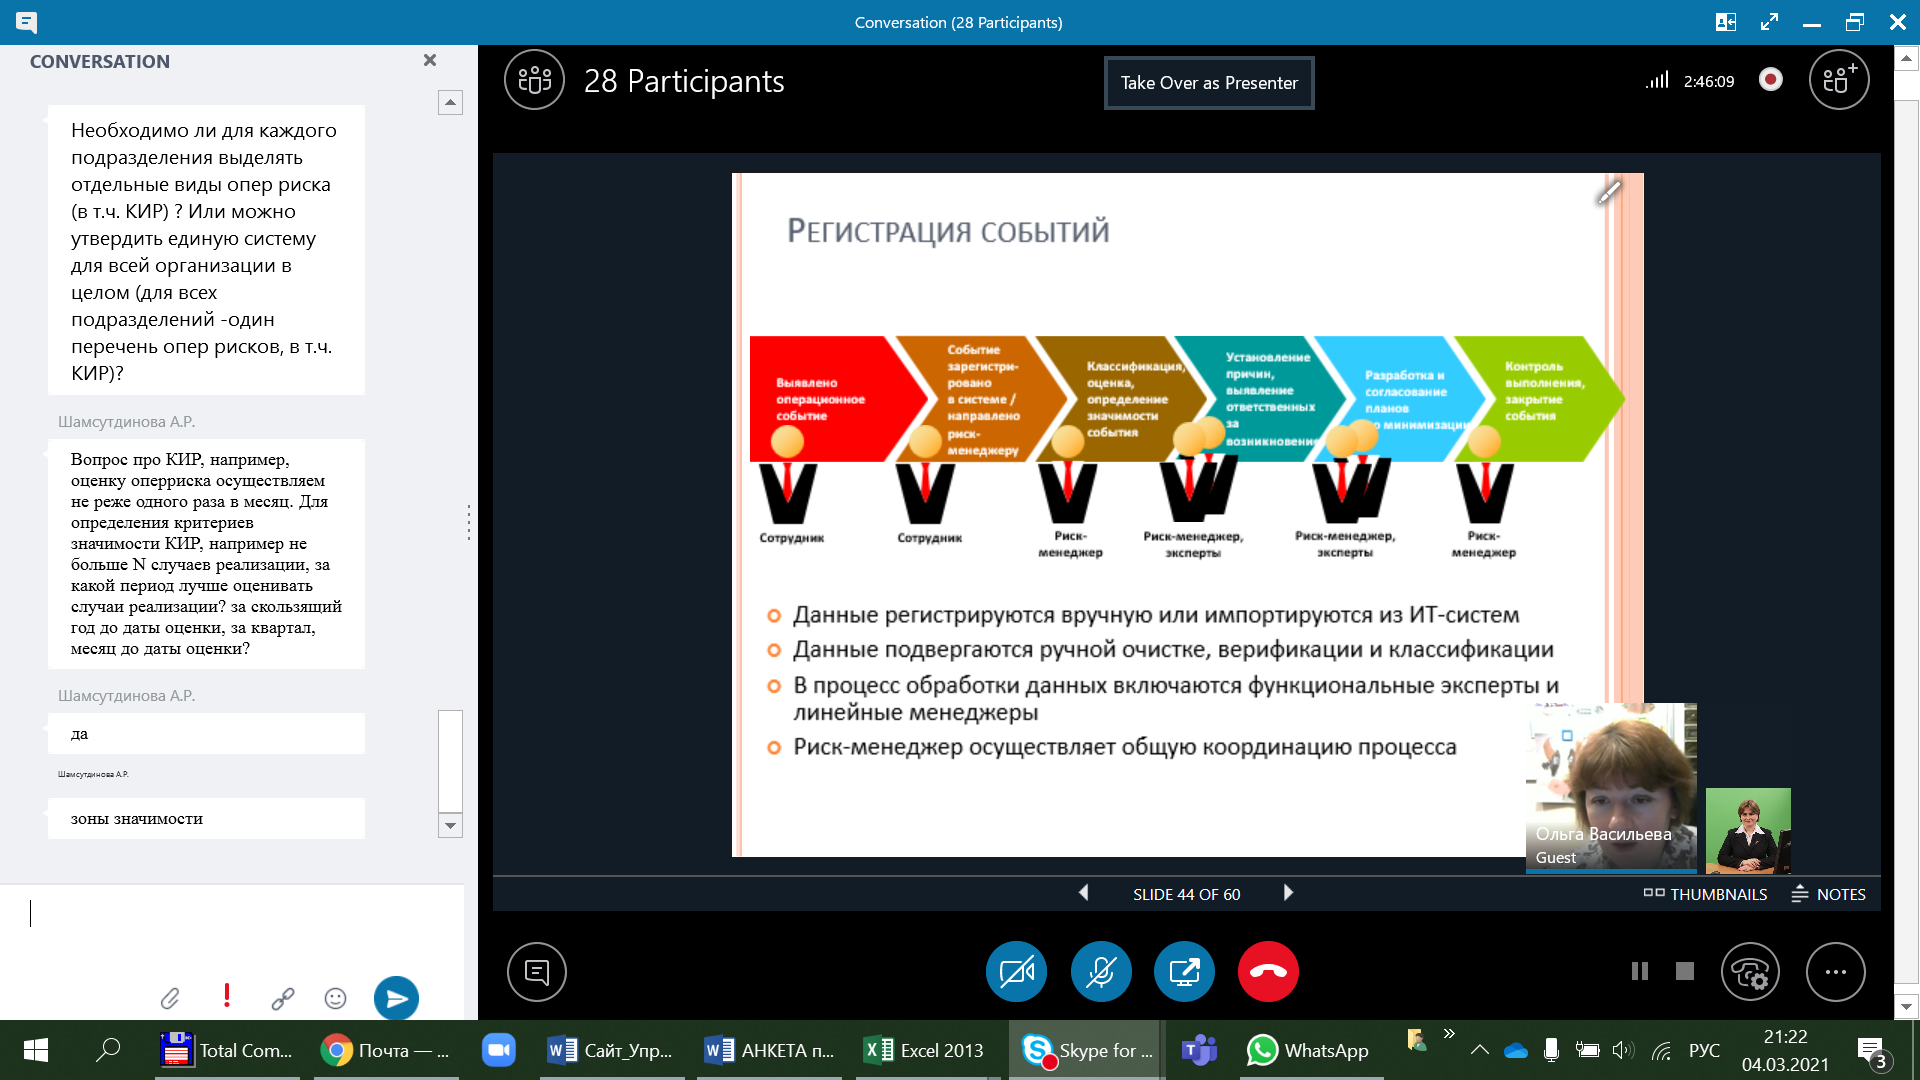 Conversation (28 Participants)
CONVERSATION
Необходимо ли для каждого
подразделения выделять
отдельные виды опер риска
(в т.ч. КИР) ? Или можно
утвердить единую систему
для всей организации в
целом (для всех
подразделений -один
перечень опер рисков, в т.ч.
КИР)?
Шамсутдинова А.Р.
Вопрос про КИР, например,
оценку оперриска осуществляем
не реже одного раза в месяц. Для
определения критериев
значимости КИР, например не
больше N случаев реализации, за
какой период лучше оценивать
случаи реализации? за скользящий
год до даты оценки, за квартал,
месяц до даты оценки?
Шамсутдинова А.Р.
да
Шамсутдинова А.Р.
зоны значимости
28 Participants
Take Over as Presenter
2:46:09
РЕГИСТРАЦИЯ СОБЫТИЙ
Выявлено
операционное
событие
Событие
зарегистри-
ровано
в системе /
направлено
риск-
менеджеру
Классификация,
оценка,
определение
значимости
события
Установление
причин,
выявление
ответственных
за
возникновение
Разработка и
согласование
планов
о минимизации
Контроль
выполнения,
закрытие
события
Сотрудник
Сотрудник
Риск-
менеджер
Риск-менеджер,
эксперты
Риск-менеджер,
эксперты
Риск-
менеджер
Данные регистрируются вручную или импортируются из ИТ-систем
Данные подвергаются ручной очистке, верификации и классификации
В процесс обработки данных включаются функциональные эксперты и
линейные менеджеры
Риск-менеджер осуществляет общую координацию процесса
Ольга Васильева
Guest
SLIDE 44 OF 60
THUMBNAILS
NOTES
Total Com...
Почта — ...
Сайт_Упр...
АНКЕТА п...
Excel 2013
Skype for ...
WhatsApp
РУС
21:22
04.03.2021
3